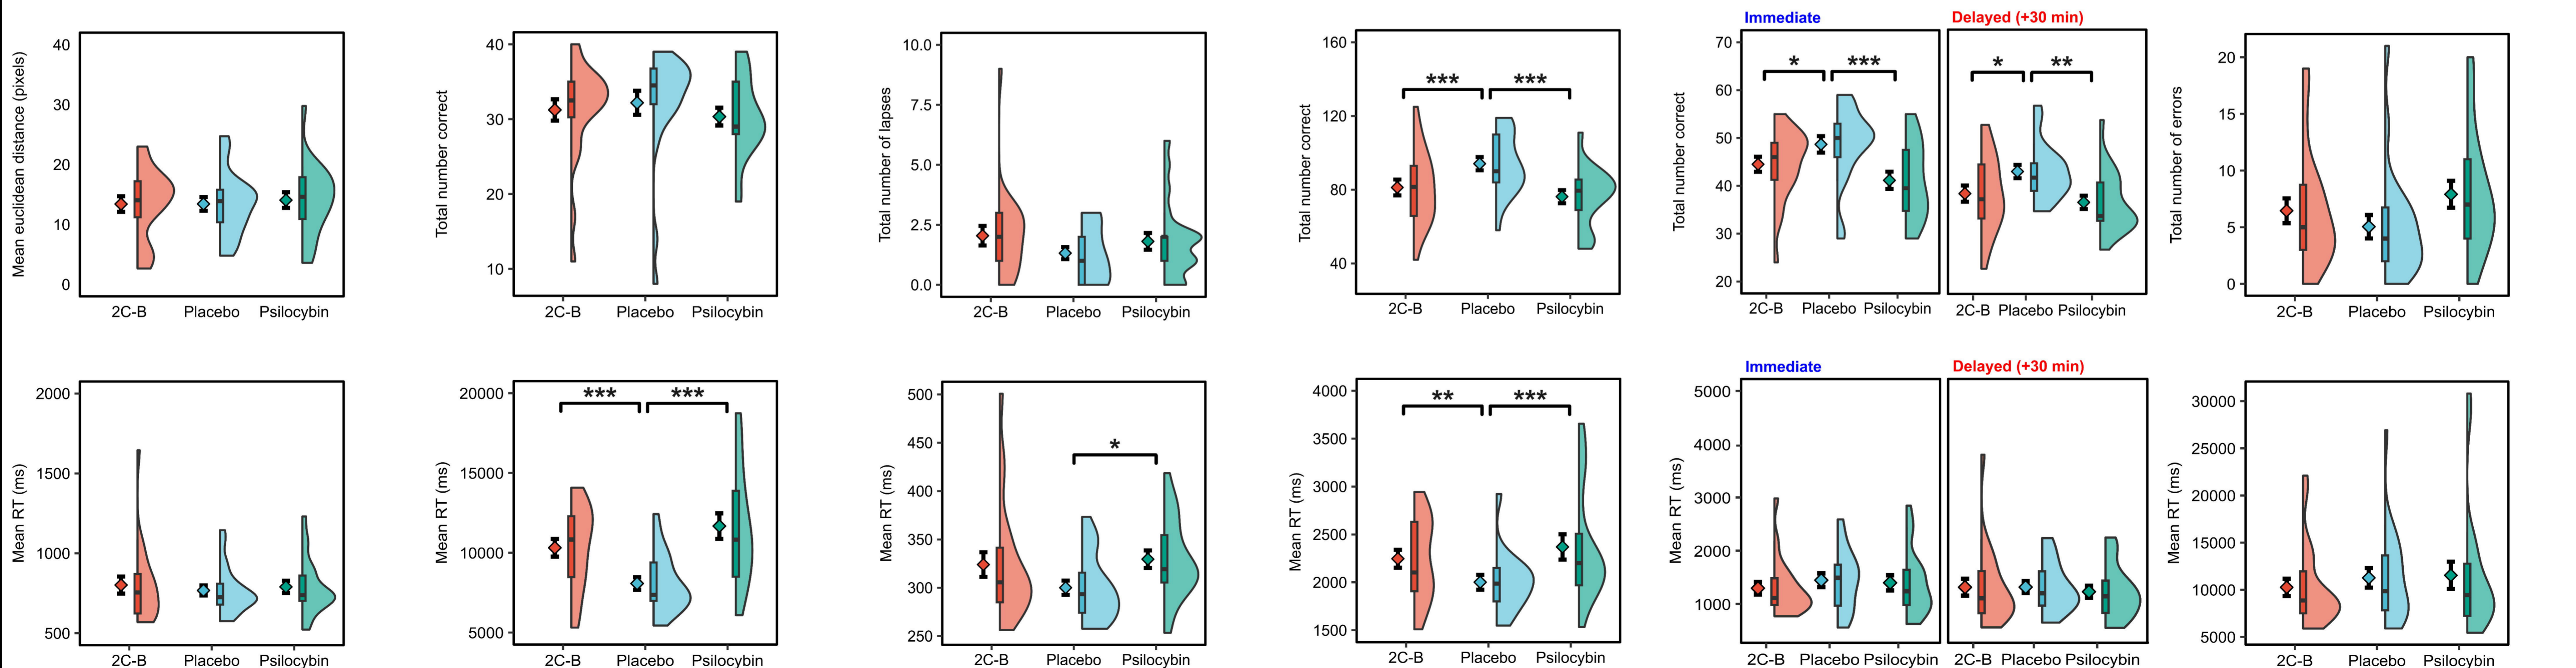 Mean euclidean distance (pixels)
40
30
20
10
0
2C-B Placebo Psilocybin
Total number correct
40
30
20
10
2C-B Placebo Psilocybin
Total number of lapses
10.0
7.5
5.0
2.5
0.0
2C-B Placebo Psilocybin
Total number correct
160
120
80
40
*** ***
2C-B Placebo Psilocybin
Immediate Delayed (+30 min)
Total number correct
70
60
50
40
30
20
* *** * **
2C-B Placebo Psilocybin 2C-B Placebo Psilocybin
Total number of errors
20
15
10
5
0
2C-B Placebo Psilocybin
Mean RT (ms)
2000
1500
1000
500
2C-B Placebo Psilocybin
Mean RT (ms)
20000
15000
10000
5000
*** ***
2C-B Placebo Psilocybin
Mean RT (ms)
500
450
400
350
300
250
*
2C-B Placebo Psilocybin
Mean RT (ms)
4000
3500
3000
2500
2000
1500
** ***
2C-B Placebo Psilocybin
Immediate Delayed (+30 min)
Mean RT (ms)
5000
4000
3000
2000
1000
2C-B Placebo Psilocybin 2C-B Placebo Psilocybin
Mean RT (ms)
30000
25000
20000
15000
10000
5000
2C-B Placebo Psilocybin